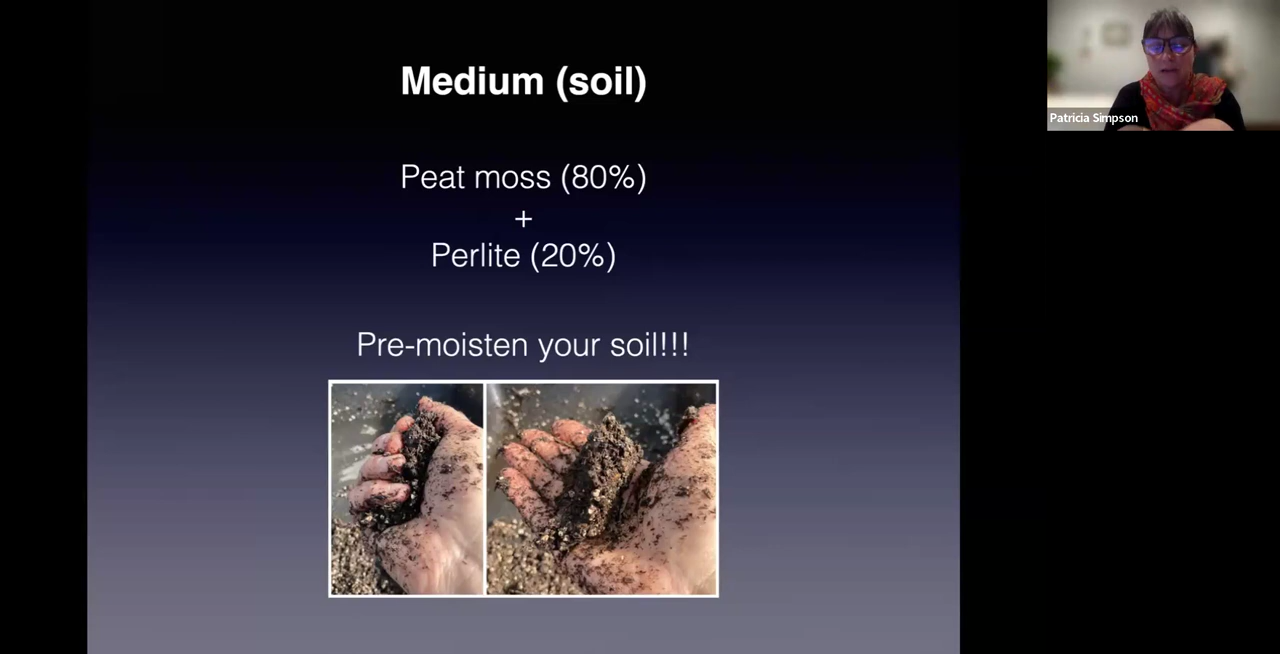 Medium (soil)
Peat moss (80%)
+
Perlite (20%)
Pre-moisten your soil!!!
Patricia Simpson